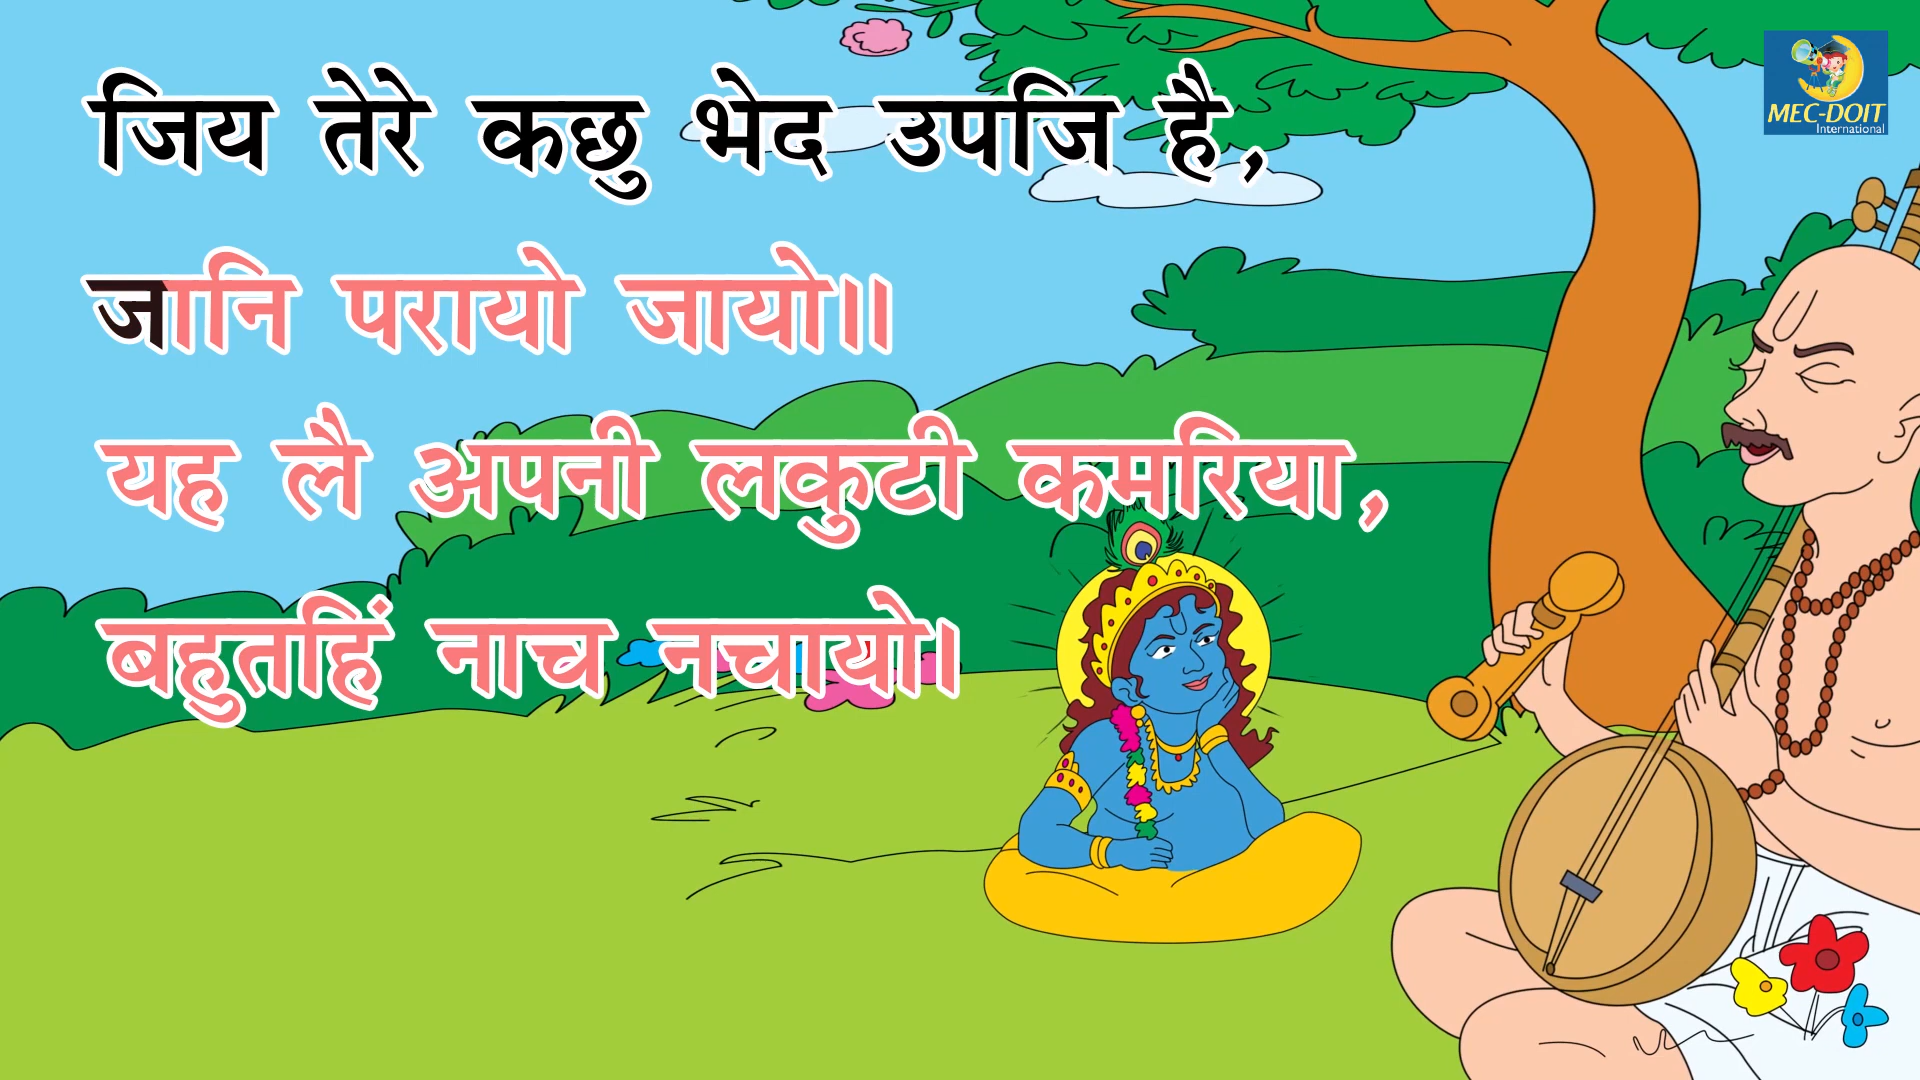 जिय तेरे कछु भेद उपजि है,
जानि परायो जायो॥
यह लै अपनी लकुटी कमरिया,
बहुतहिं नाच नचायो।
MEC-DOIT
International